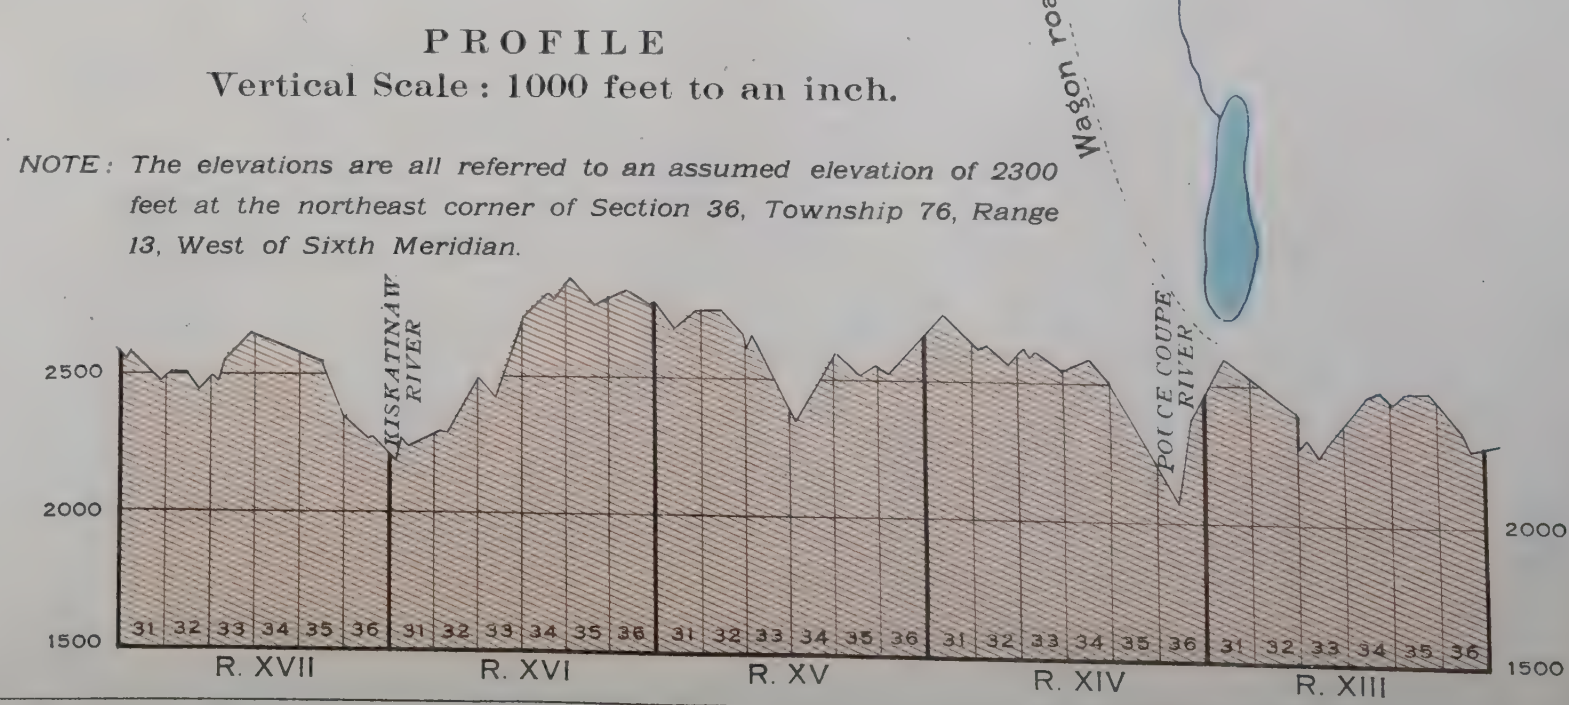 PROFILE
Vertical Scale : 1000 feet to an inch.
NOTE: The elevations are all referred to an assumed elevation of 2300
feet at the northeast corner of Section 36, Township 76, Range
13, West of Sixth Meridian.
Wagon
KISKATINAW
RIVER
POUCE COUPE
RIVER
2500
2000
2000
1500
31 32 33 34 35 36 31 32 33 34 35 36 31 32 33 34 35 36 31 32 33 34 35 36 31 32 33 34 35 36
1500
R. XVII R. XVI R. XV R. XIV R. XIII